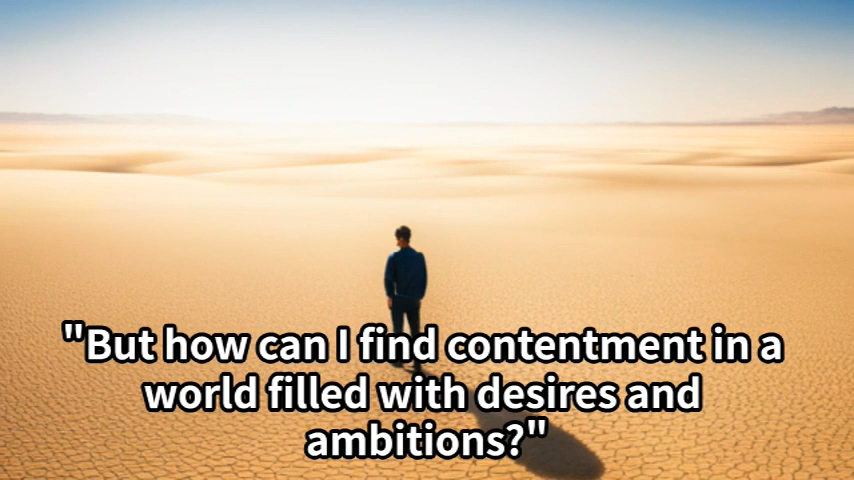 "But how can I find contentment in a
world filled with desires and
ambitions?"